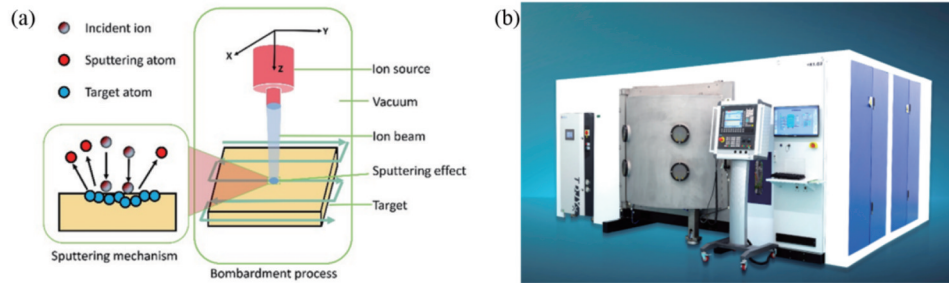 (a)
Incident ion
Sputtering atom
Target atom
X
Y
Z
Ion source
Vacuum
Ion beam
Sputtering effect
Target
Sputtering mechanism
Bombardment process
(b)